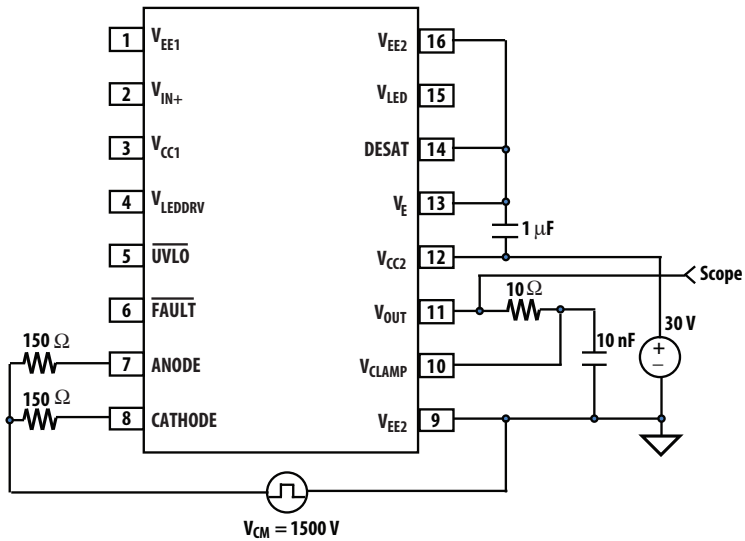 1 V_EE1 V_EE2 16
2 V_IN+ V_LED 15
3 V_CC1 DESAT 14
4 V_LEDDRV V_E 13
1 μF
5 U̅V̅L̅O̅ V_CC2 12
Scope
10 Ω
6 F̅A̅U̅L̅T̅ V_OUT 11
30 V
150 Ω
10 nF
+
−
7 ANODE V_CLAMP 10
150 Ω
8 CATHODE V_EE2 9
V_CM = 1500 V